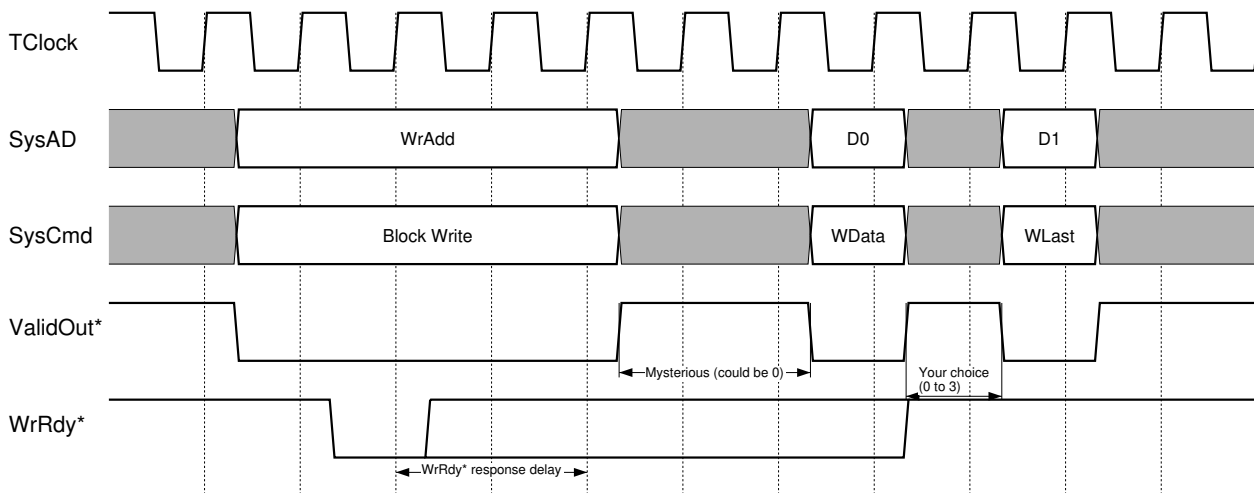 TClock
SysAD
WrAdd
D0
D1
SysCmd
Block Write
WData
WLast
ValidOut*
Mysterious (could be 0)
Your choice
(0 to 3)
WrRdy*
WrRdy* response delay